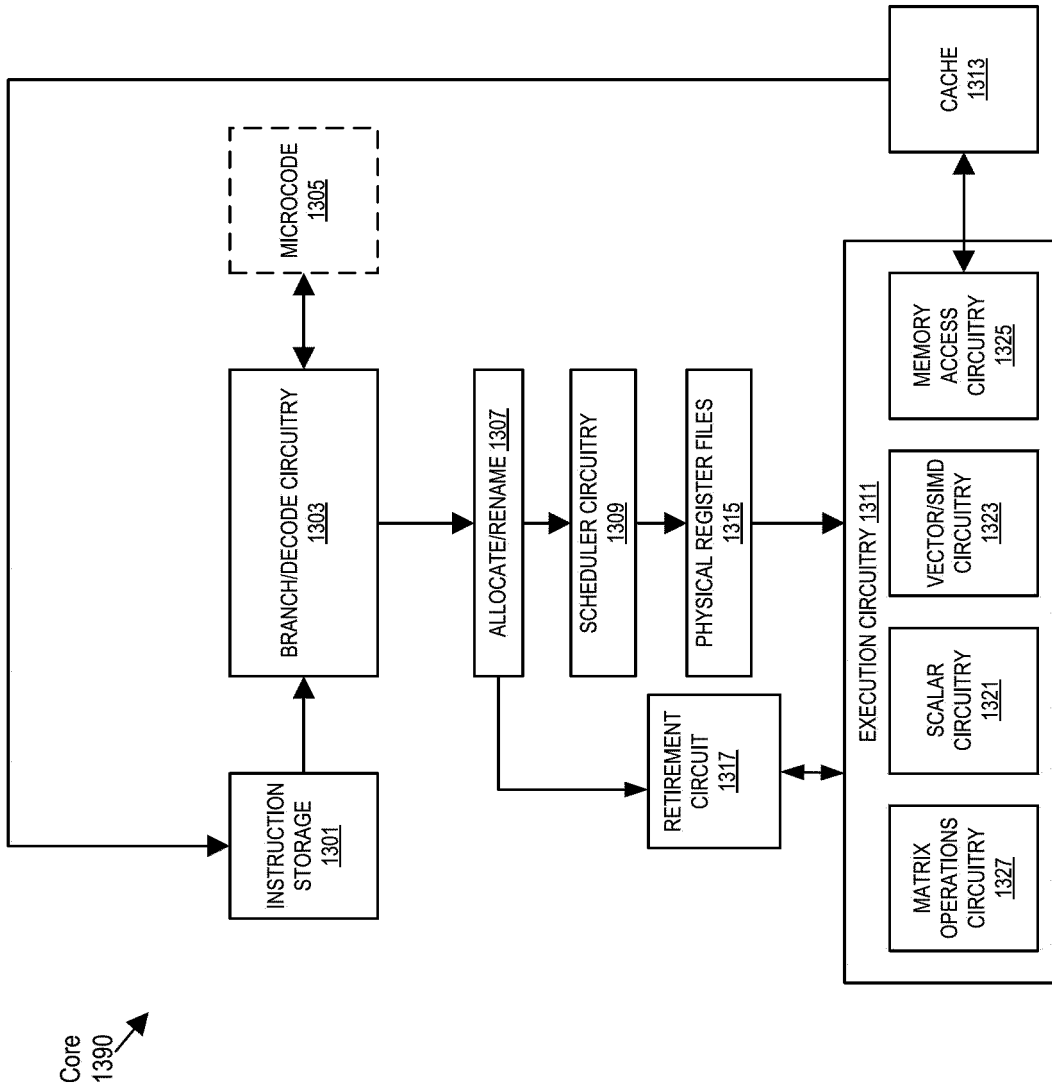 Core
1390
INSTRUCTION
STORAGE
1301
BRANCH/DECODE CIRCUITRY
1303
MICROCODE
1305
ALLOCATE/RENAME 1307
SCHEDULER CIRCUITRY
1309
PHYSICAL REGISTER FILES
1315
RETIREMENT
CIRCUIT
1317
EXECUTION CIRCUITRY 1311
MATRIX
OPERATIONS
CIRCUITRY
1327
SCALAR
CIRCUITRY
1321
VECTOR/SIMD
CIRCUITRY
1323
MEMORY
ACCESS
CIRCUITRY
1325
CACHE
1313